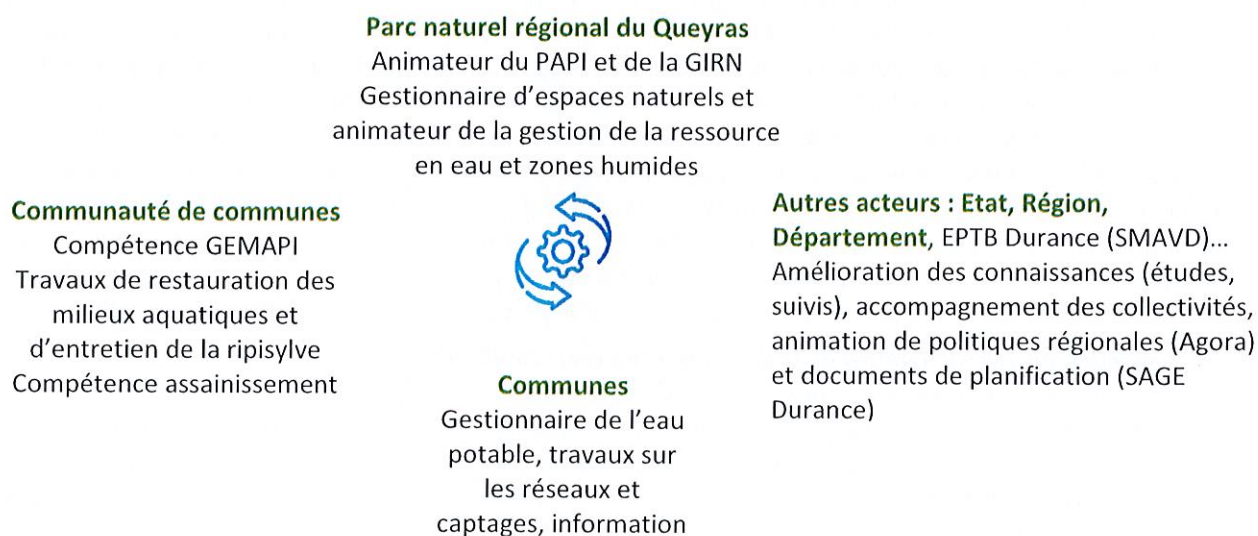 Parc naturel régional du Queyras
Animateur du PAPI et de la GIRN
Gestionnaire d'espaces naturels et
animateur de la gestion de la ressource
en eau et zones humides
Communauté de communes
Compétence GEMAPI
Travaux de restauration des
milieux aquatiques et
d'entretien de la ripisylve
Compétence assainissement
Autres acteurs : Etat, Région,
Département, EPTB Durance (SMAVD)...
Amélioration des connaissances (études,
suivis), accompagnement des collectivités,
animation de politiques régionales (Agora)
et documents de planification (SAGE
Durance)
Communes
Gestionnaire de l'eau
potable, travaux sur
les réseaux et
captages, information